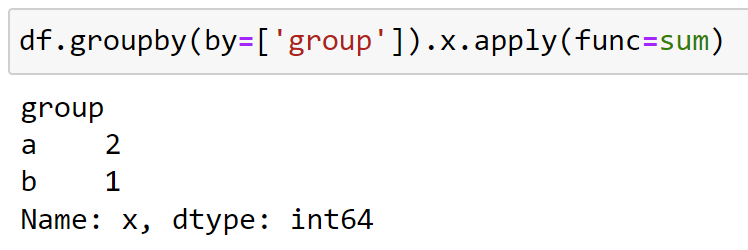 df.groupby(by=['group']).x.apply(func=sum)
group
a    2
b    1
Name: x, dtype: int64